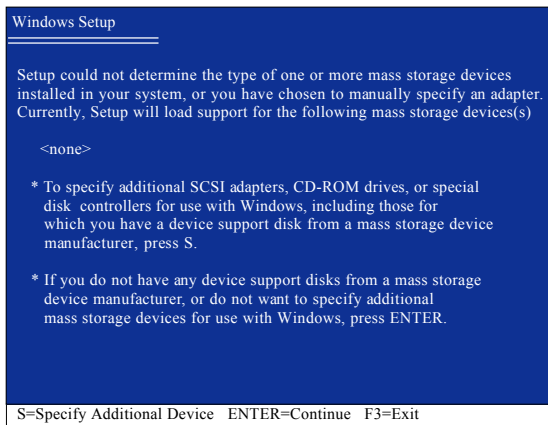 Windows Setup
Setup could not determine the type of one or more mass storage devices
installed in your system, or you have chosen to manually specify an adapter.
Currently, Setup will load support for the following mass storage devices(s)
<none>
* To specify additional SCSI adapters, CD-ROM drives, or special
disk controllers for use with Windows, including those for
which you have a device support disk from a mass storage device
manufacturer, press S.
* If you do not have any device support disks from a mass storage
device manufacturer, or do not want to specify additional
mass storage devices for use with Windows, press ENTER.
S=Specify Additional Device ENTER=Continue F3=Exit